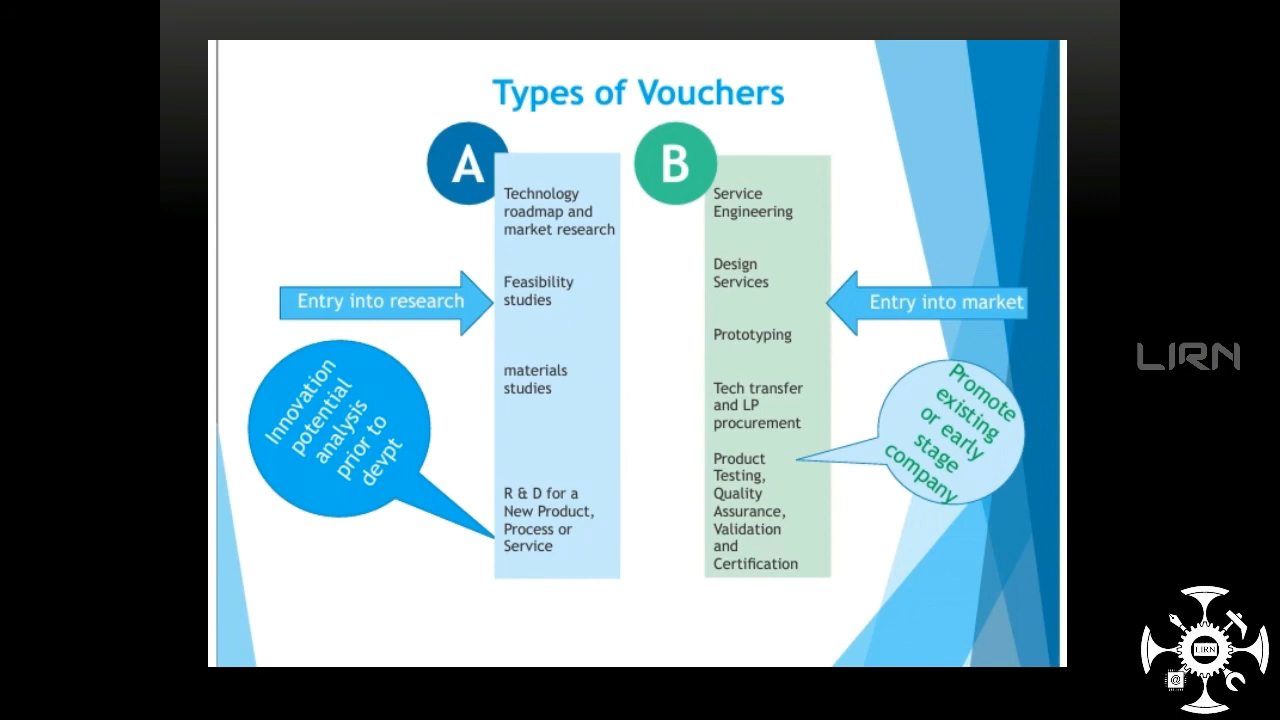 Types of Vouchers
A
Technology
roadmap and
market research
Feasibility
studies
materials
studies
R & D for a
New Product,
Process or
Service
Entry into research
Innovation
potential
analysis
prior to
devpt
B
Service
Engineering
Design
Services
Prototyping
Tech transfer
and LP
procurement
Product
Testing,
Quality
Assurance,
Validation
and
Certification
Entry into market
Promote
existing
or early
stage
company
LIRN
LIRN
@